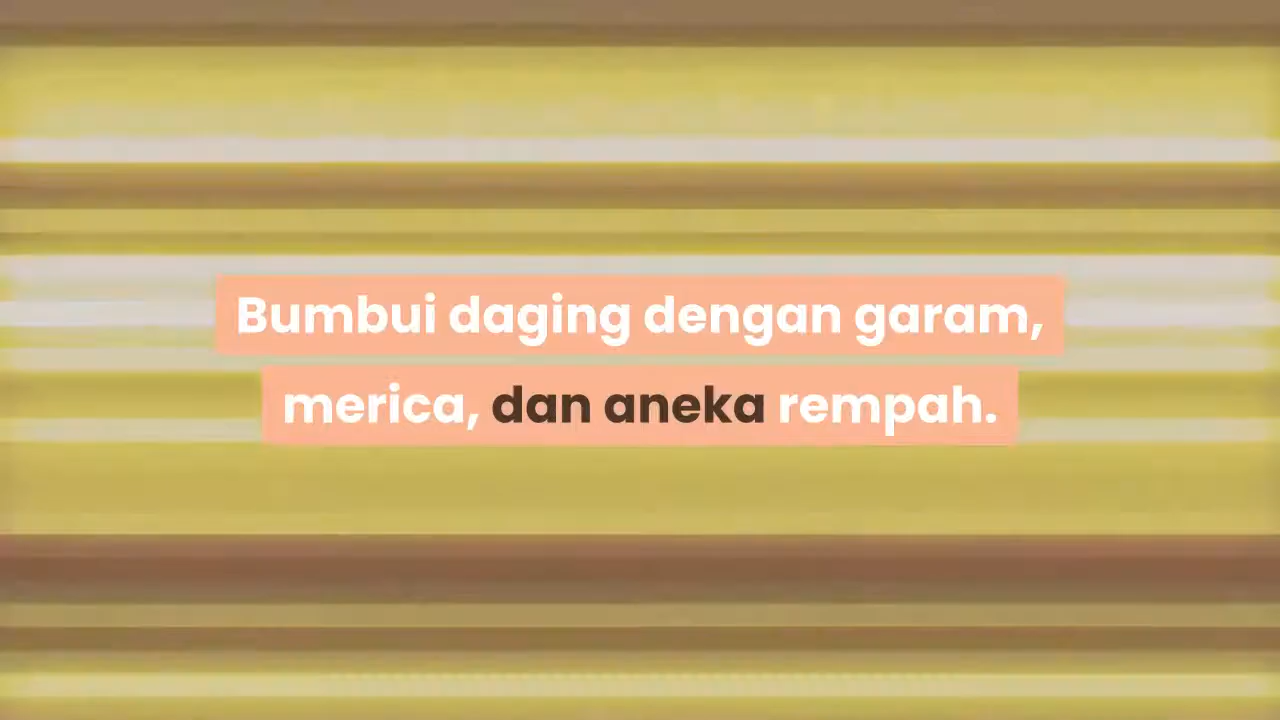 Bumbui daging dengan garam,
merica, dan aneka rempah.